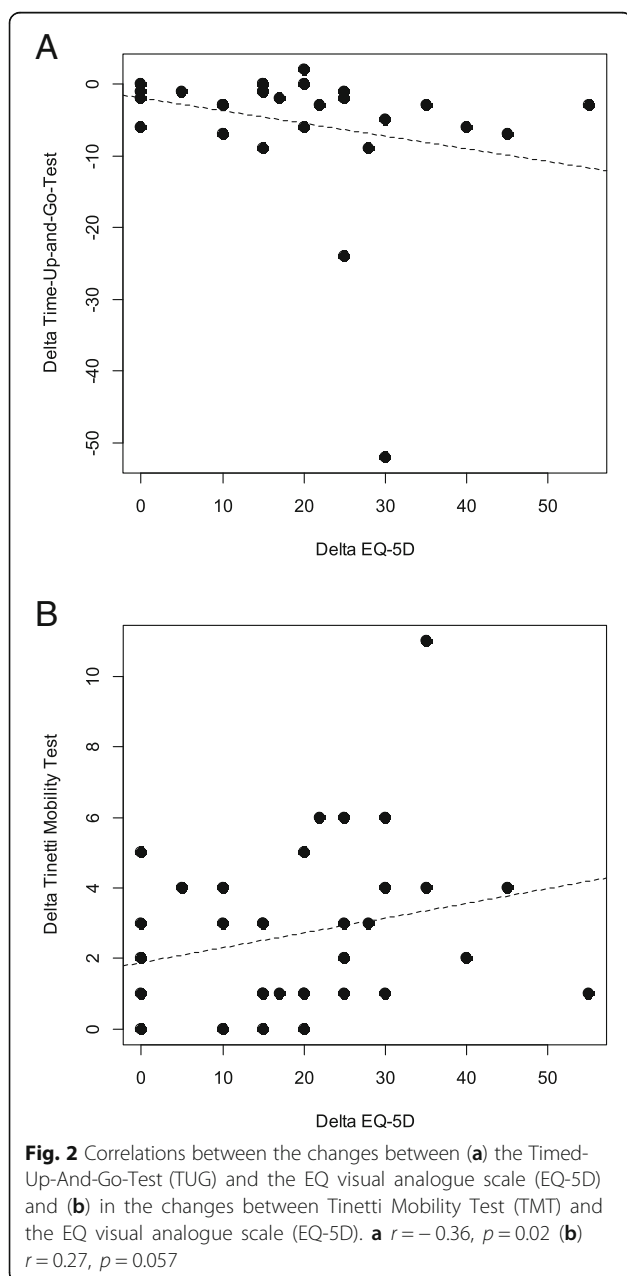 A
0
-10
-20
-30
-40
-50
Delta Time-Up-and-Go-Test
0 10 20 30 40 50
Delta EQ-5D
B
10
8
6
4
2
0
Delta Tinetti Mobility Test
0 10 20 30 40 50
Delta EQ-5D
Fig. 2 Correlations between the changes between (a) the Timed-
Up-And-Go-Test (TUG) and the EQ visual analogue scale (EQ-5D)
and (b) in the changes between Tinetti Mobility Test (TMT) and
the EQ visual analogue scale (EQ-5D). a r = − 0.36, p = 0.02 (b)
r = 0.27, p = 0.057